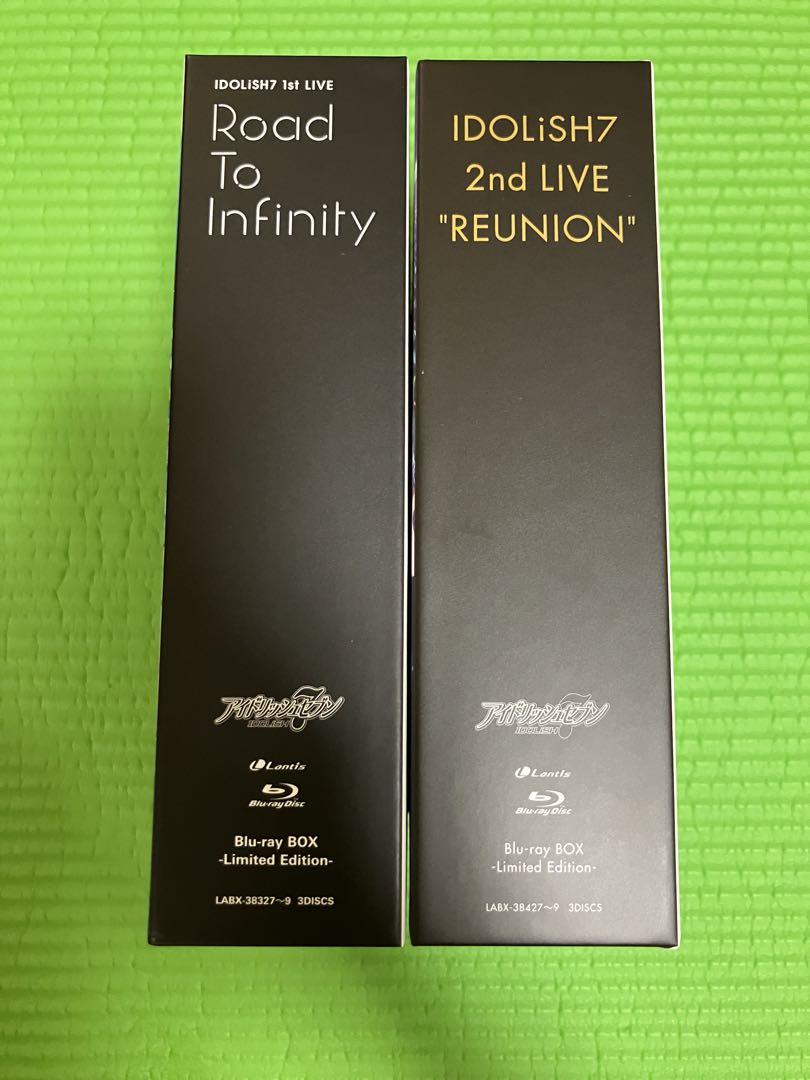 IDOLiSH7 1st LIVE
Road
To
Infinity
アイドリッシュセブン
IDOLiSH7
Lantis
Blu-ray Disc
Blu-ray BOX
-Limited Edition-
LABX-38327～9 3DISCS
IDOLiSH7
2nd LIVE
"REUNION"
アイドリッシュセブン
IDOLiSH7
Lantis
Blu-ray Disc
Blu-ray BOX
-Limited Edition-
LABX-38427～9 3DISCS